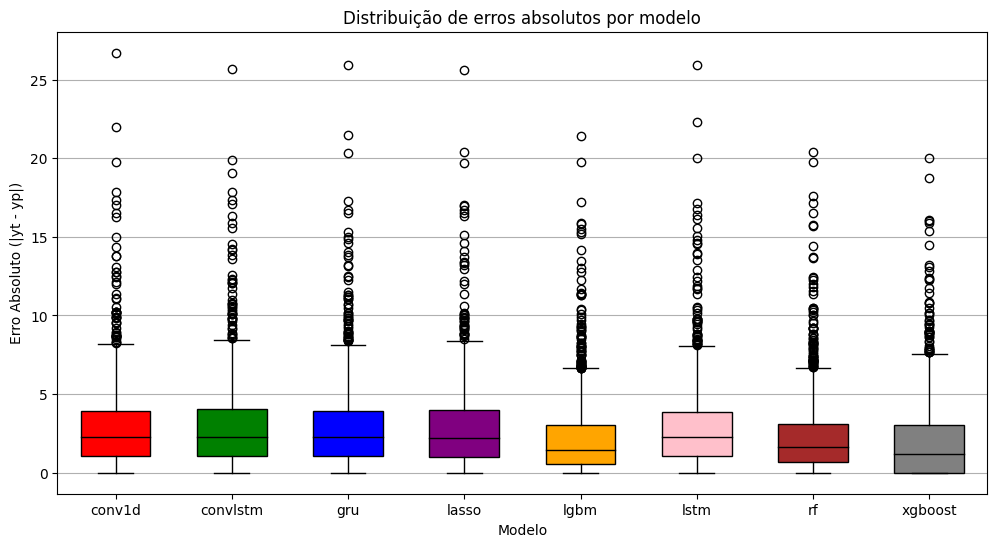 Distribuição de erros absolutos por modelo
Erro Absoluto (|yt - yp|)
25
20
15
10
5
0
conv1d convlstm gru lasso lgbm lstm rf xgboost
Modelo